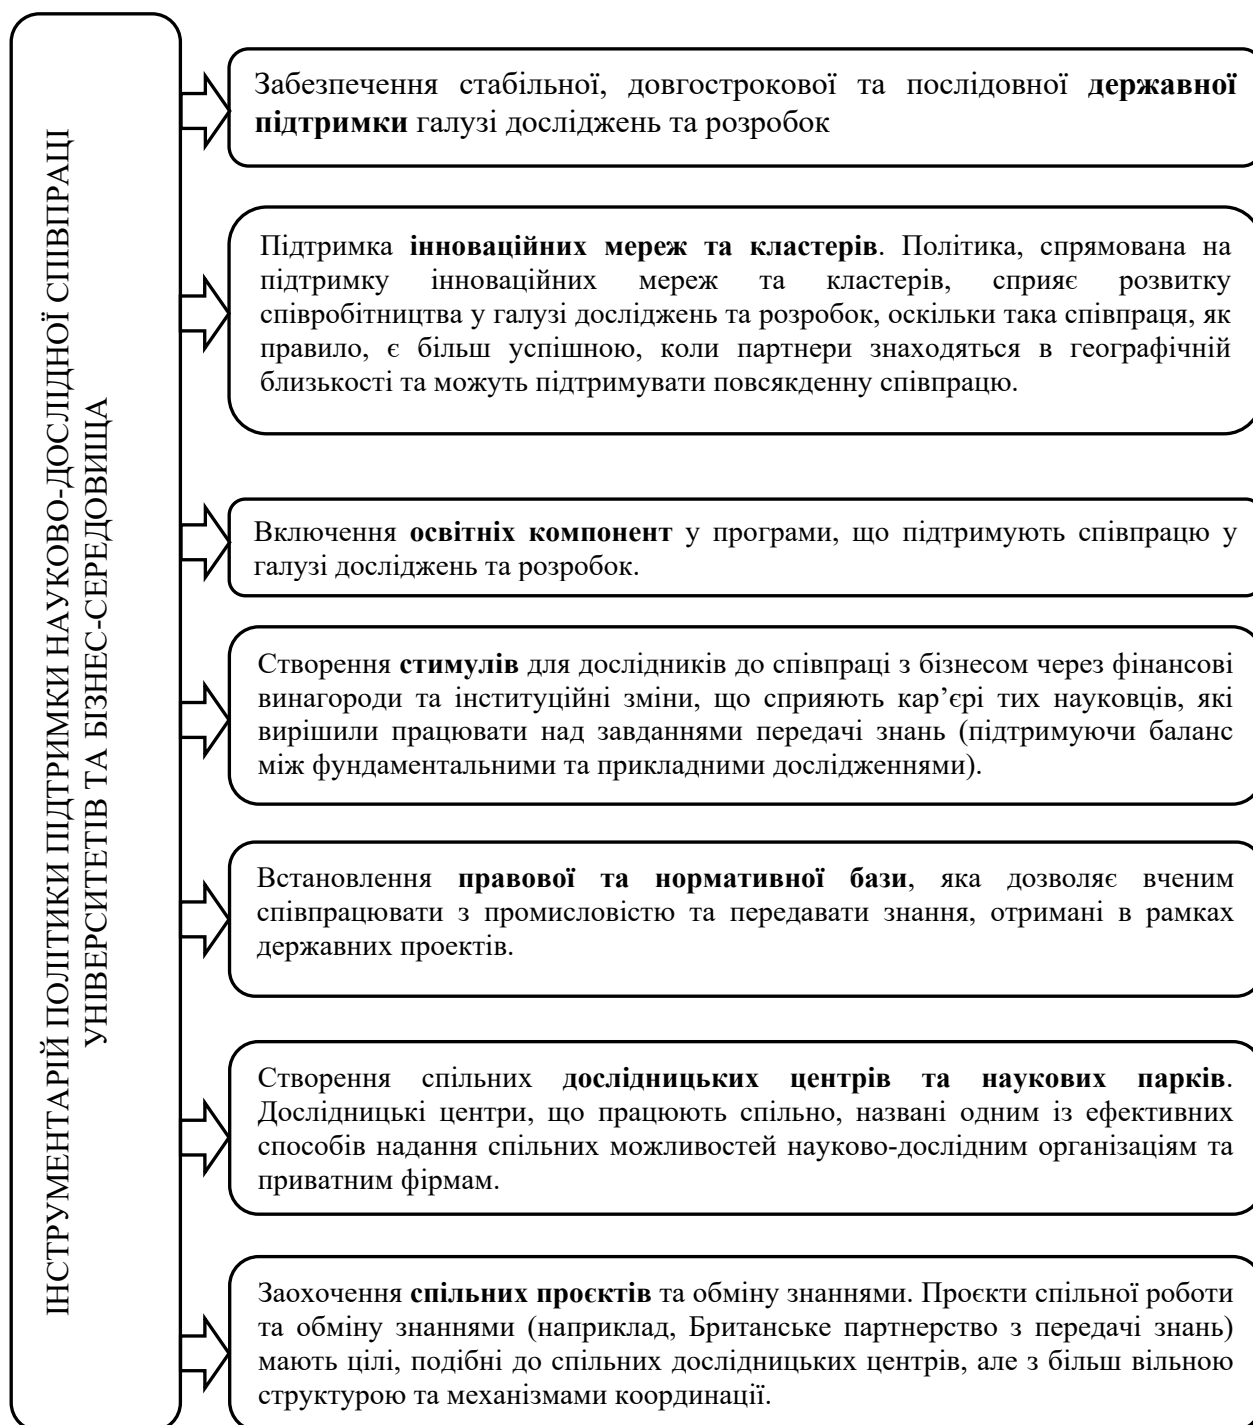 ІНСТРУМЕНТАРІЙ ПОЛІТИКИ ПІДТРИМКИ НАУКОВО-ДОСЛІДНОЇ СПІВПРАЦІ
УНІВЕРСИТЕТІВ ТА БІЗНЕС-СЕРЕДОВИЩА
Забезпечення стабільної, довгострокової та послідовної державної
підтримки галузі досліджень та розробок
Підтримка інноваційних мереж та кластерів. Політика, спрямована на
підтримку інноваційних мереж та кластерів, сприяє розвитку
співробітництва у галузі досліджень та розробок, оскільки така співпраця, як
правило, є більш успішною, коли партнери знаходяться в географічній
близькості та можуть підтримувати повсякденну співпрацю.
Включення освітніх компонент у програми, що підтримують співпрацю у
галузі досліджень та розробок.
Створення стимулів для дослідників до співпраці з бізнесом через фінансові
винагороди та інституційні зміни, що сприяють кар’єрі тих науковців, які
вирішили працювати над завданнями передачі знань (підтримуючи баланс
між фундаментальними та прикладними дослідженнями).
Встановлення правової та нормативної бази, яка дозволяє вченим
співпрацювати з промисловістю та передавати знання, отримані в рамках
державних проектів.
Створення спільних дослідницьких центрів та наукових парків.
Дослідницькі центри, що працюють спільно, названі одним із ефективних
способів надання спільних можливостей науково-дослідним організаціям та
приватним фірмам.
Заохочення спільних проєктів та обміну знаннями. Проєкти спільної роботи
та обміну знаннями (наприклад, Британське партнерство з передачі знань)
мають цілі, подібні до спільних дослідницьких центрів, але з більш вільною
структурою та механізмами координації.